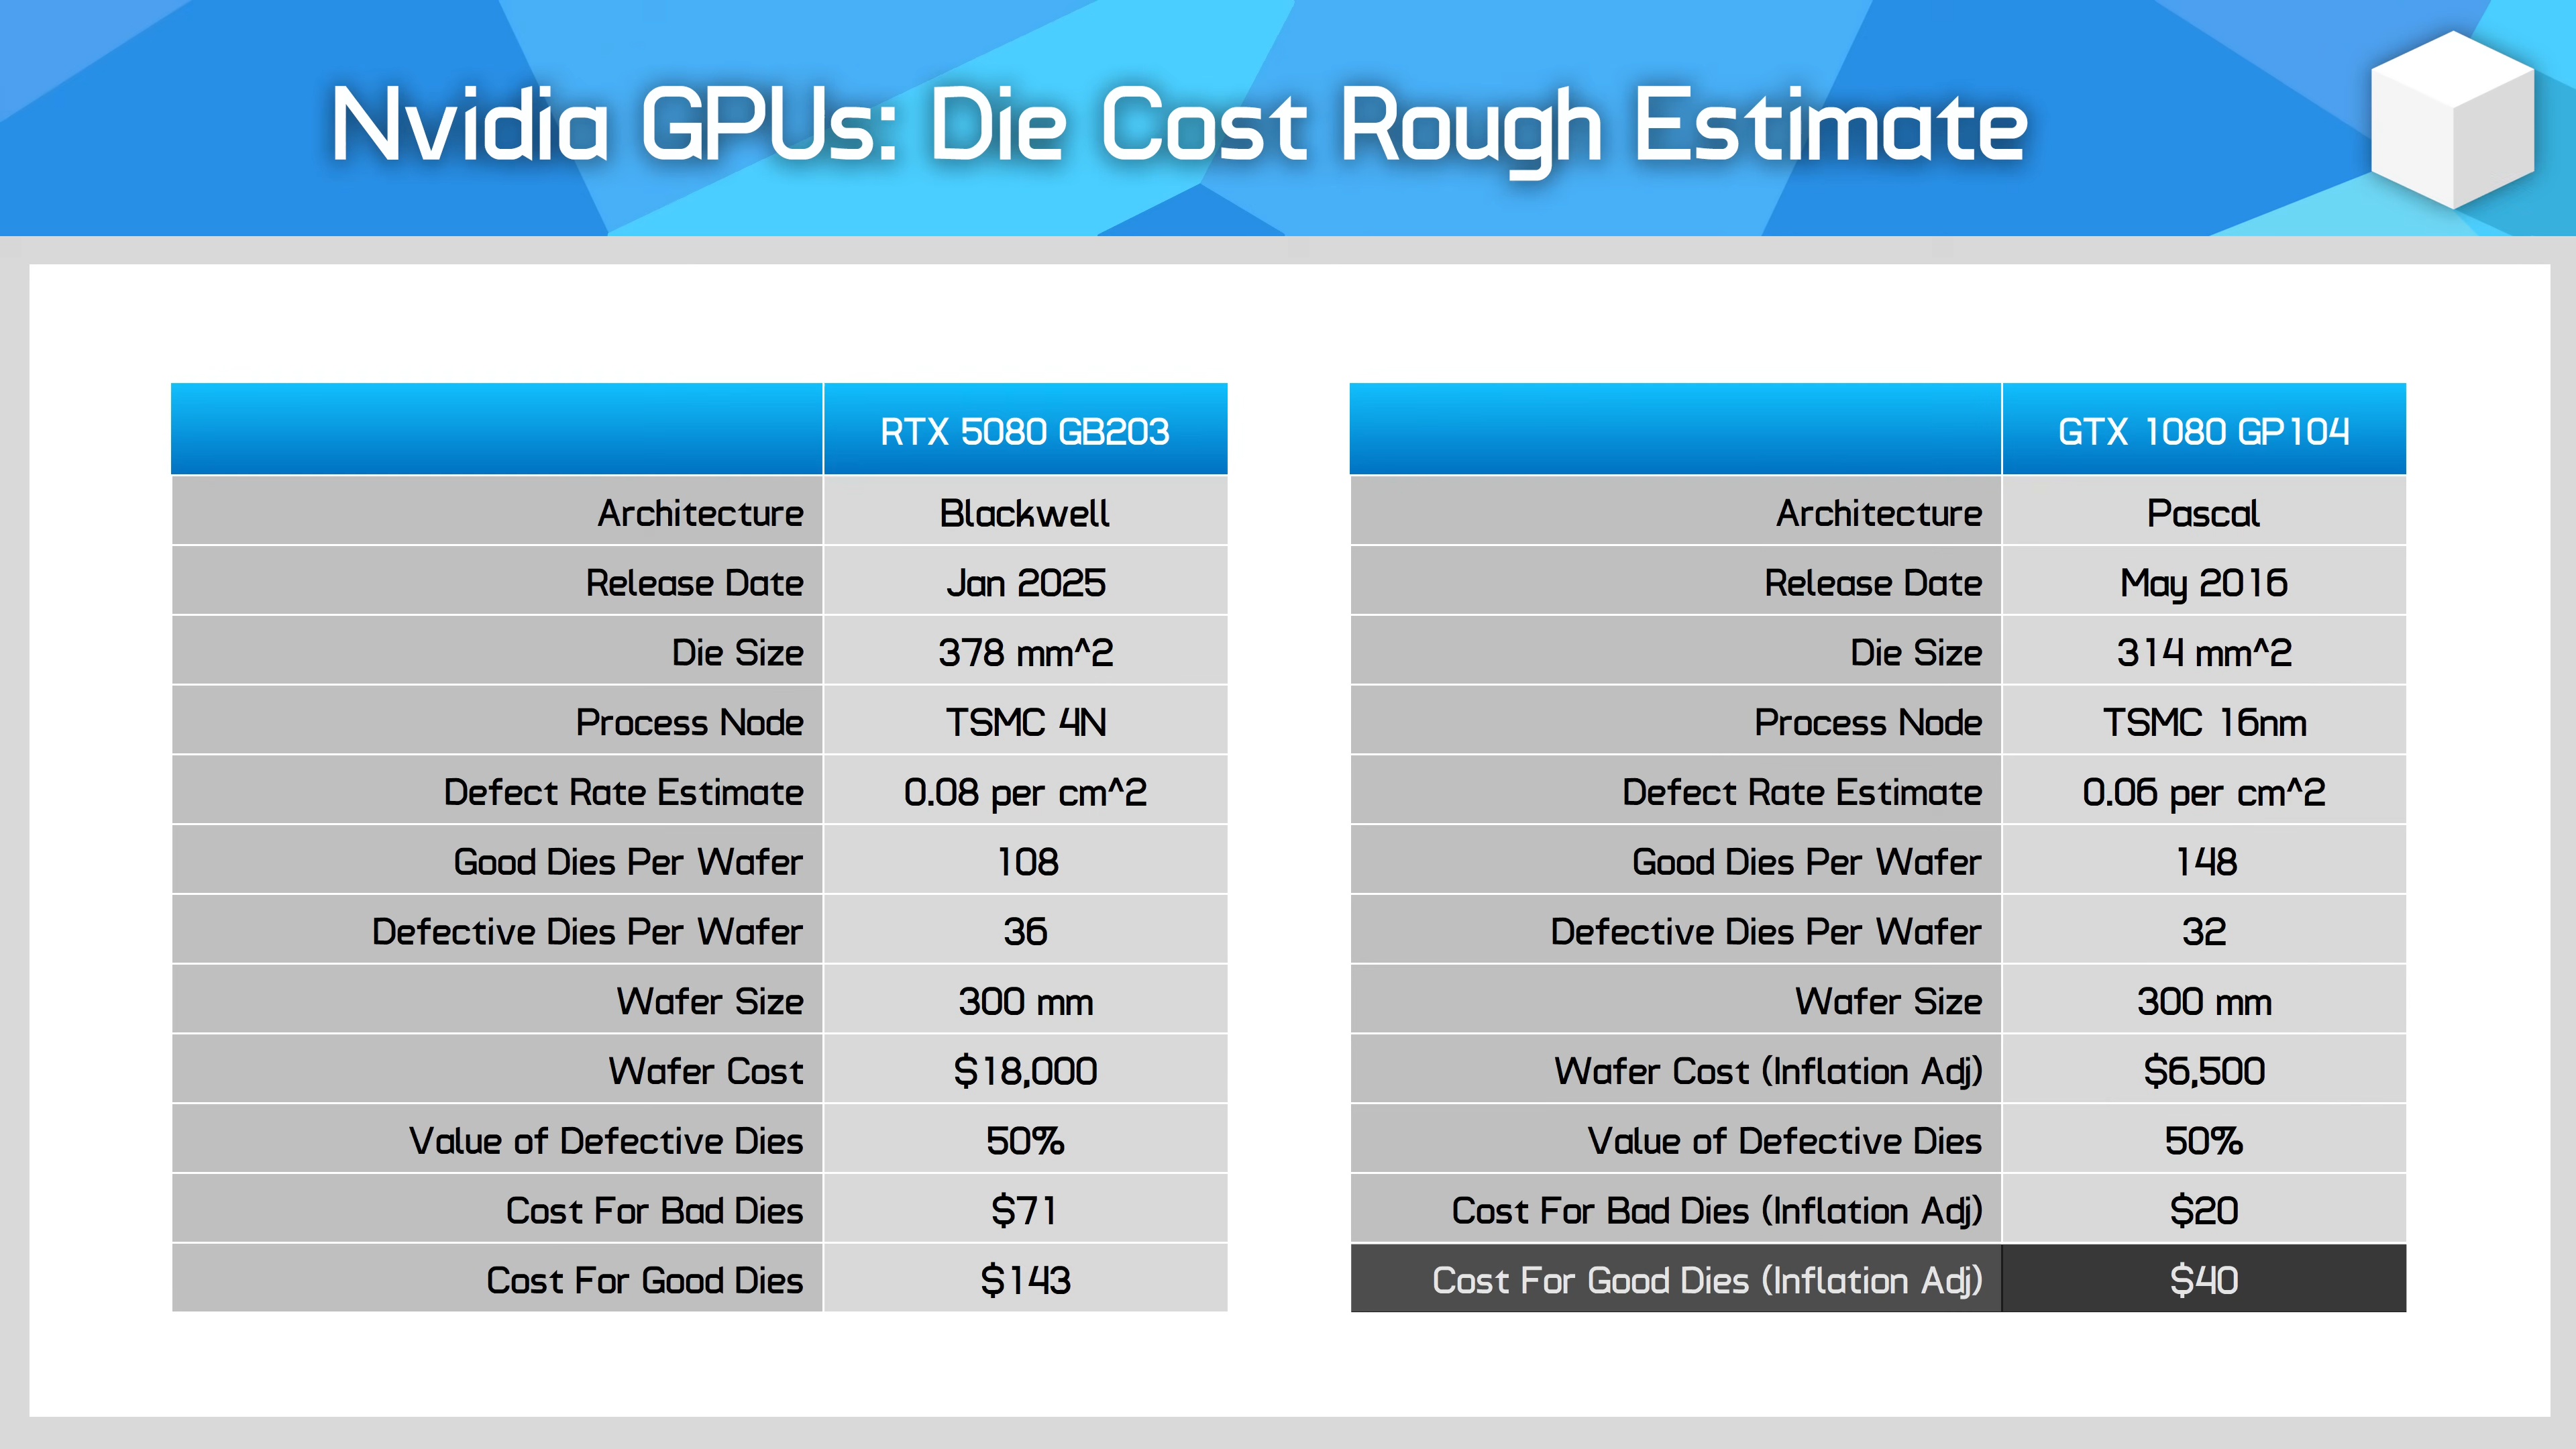 Nvidia GPUs: Die Cost Rough Estimate
RTX 5080 GB203
Architecture Blackwell
Release Date Jan 2025
Die Size 378 mm^2
Process Node TSMC 4N
Defect Rate Estimate 0.08 per cm^2
Good Dies Per Wafer 108
Defective Dies Per Wafer 36
Wafer Size 300 mm
Wafer Cost $18,000
Value of Defective Dies 50%
Cost For Bad Dies $71
Cost For Good Dies $143
GTX 1080 GP104
Architecture Pascal
Release Date May 2016
Die Size 314 mm^2
Process Node TSMC 16nm
Defect Rate Estimate 0.06 per cm^2
Good Dies Per Wafer 148
Defective Dies Per Wafer 32
Wafer Size 300 mm
Wafer Cost (Inflation Adj) $6,500
Value of Defective Dies 50%
Cost For Bad Dies (Inflation Adj) $20
Cost For Good Dies (Inflation Adj) $40